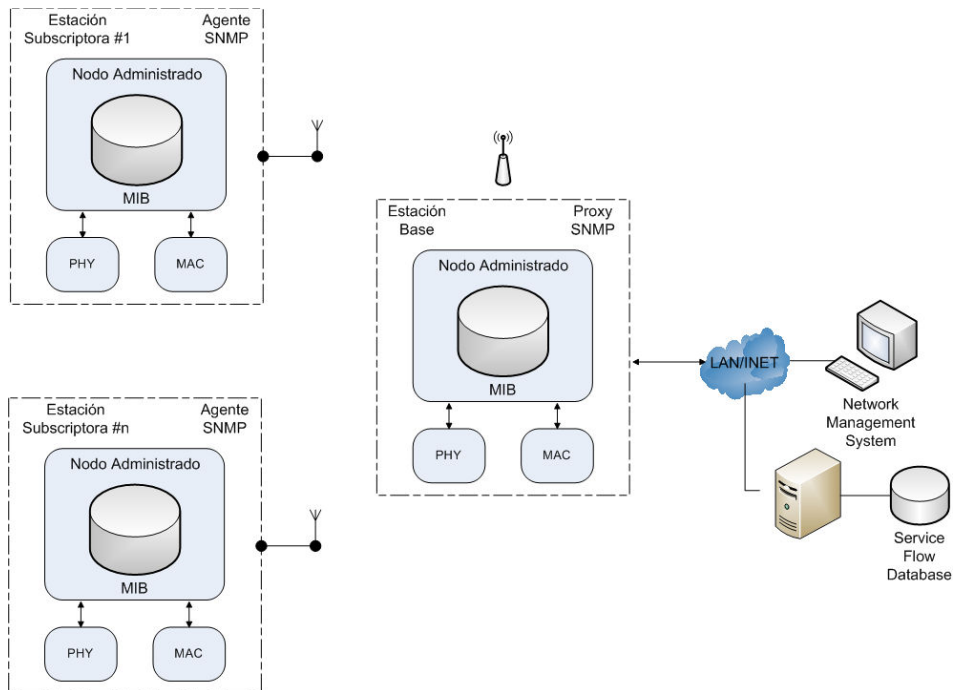 Estación
Subscriptora #1
Agente
SNMP
Nodo Administrado
MIB
PHY
MAC
Estación
Base
Proxy
SNMP
Nodo Administrado
MIB
PHY
MAC
LAN/INET
Network
Management
System
Service
Flow
Database
Estación
Subscriptora #n
Agente
SNMP
Nodo Administrado
MIB
PHY
MAC